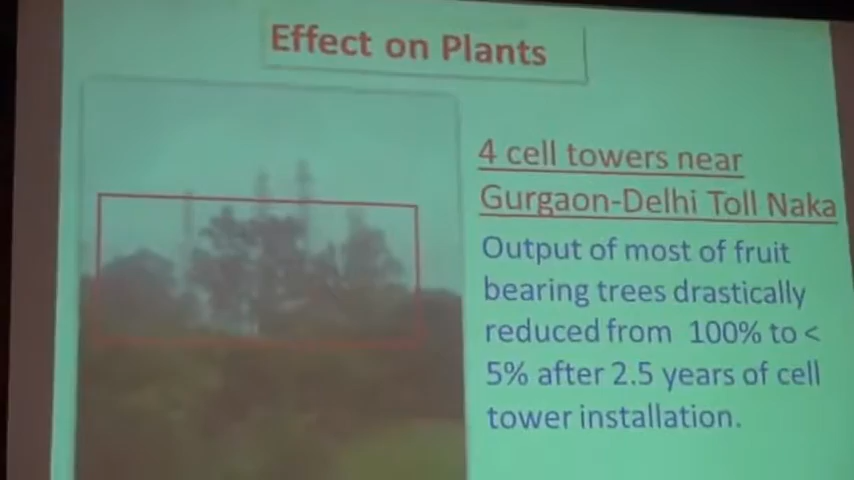 Effect on Plants
4 cell towers near
Gurgaon-Delhi Toll Naka
Output of most of fruit
bearing trees drastically
reduced from 100% to <
5% after 2.5 years of cell
tower installation.